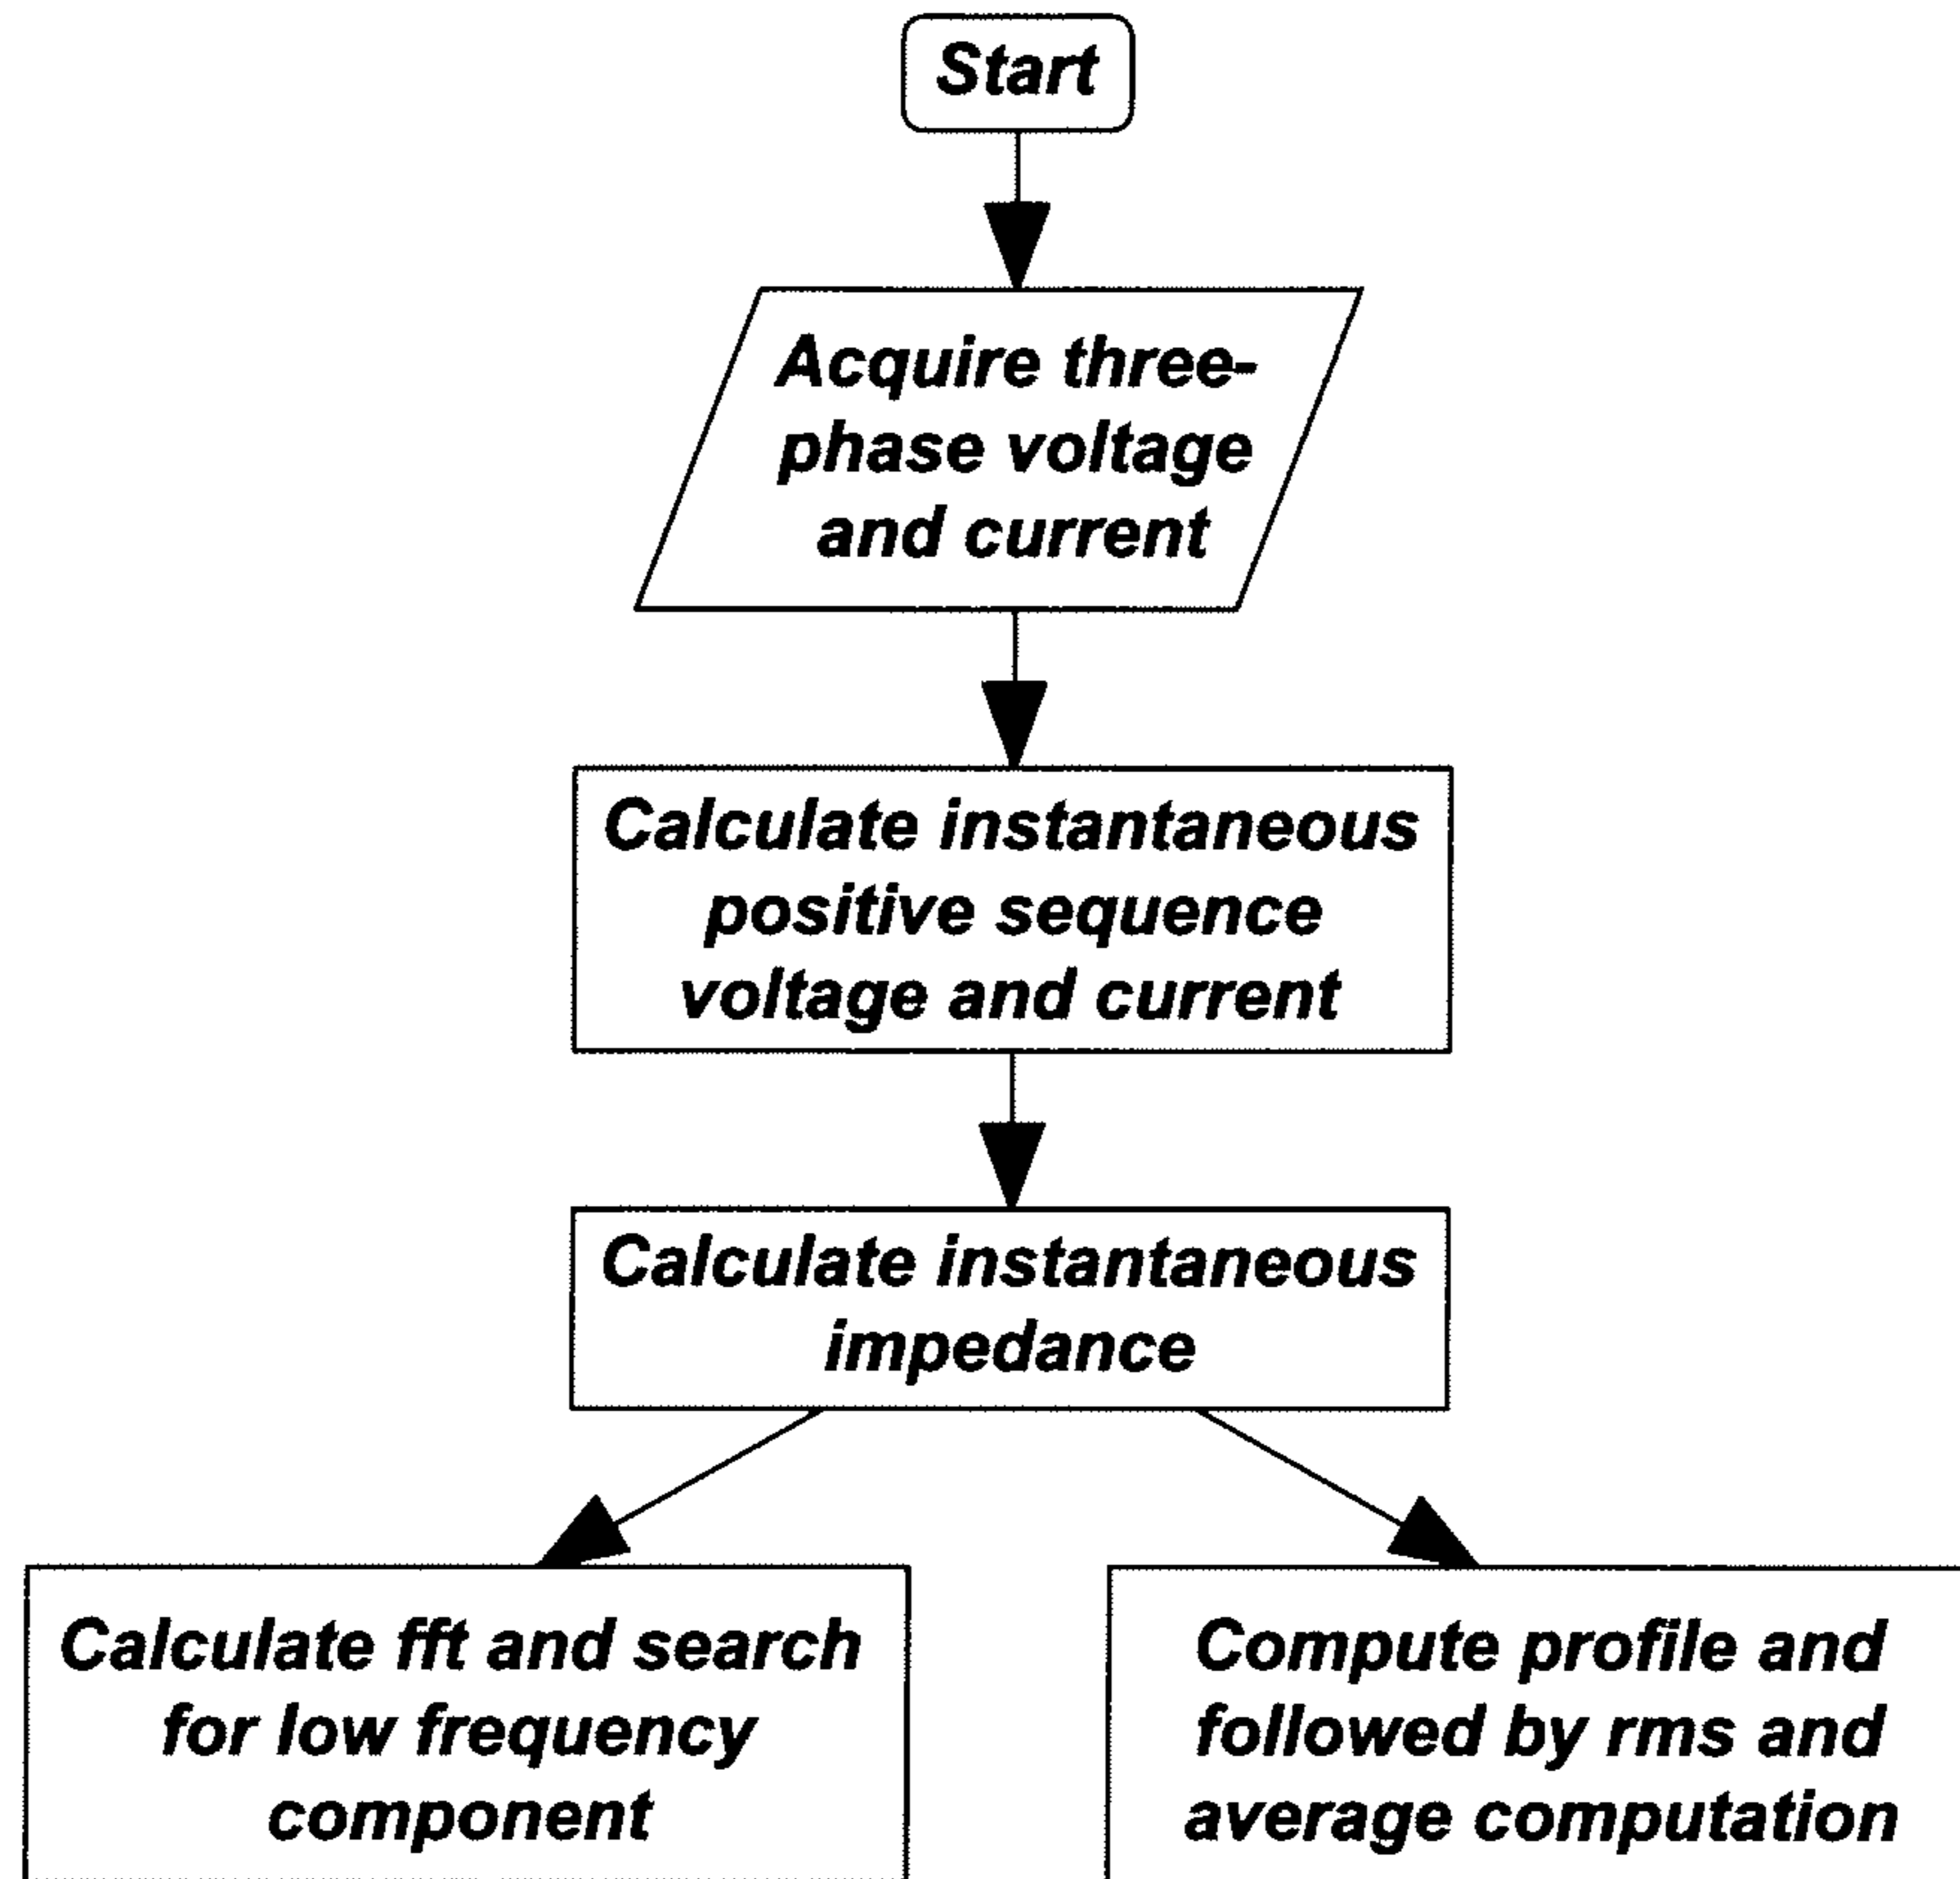 Start
Acquire three-
phase voltage
and current
Calculate instantaneous
positive sequence
voltage and current
Calculate instantaneous
impedance
Calculate fft and search
for low frequency
component
Compute profile and
followed by rms and
average computation